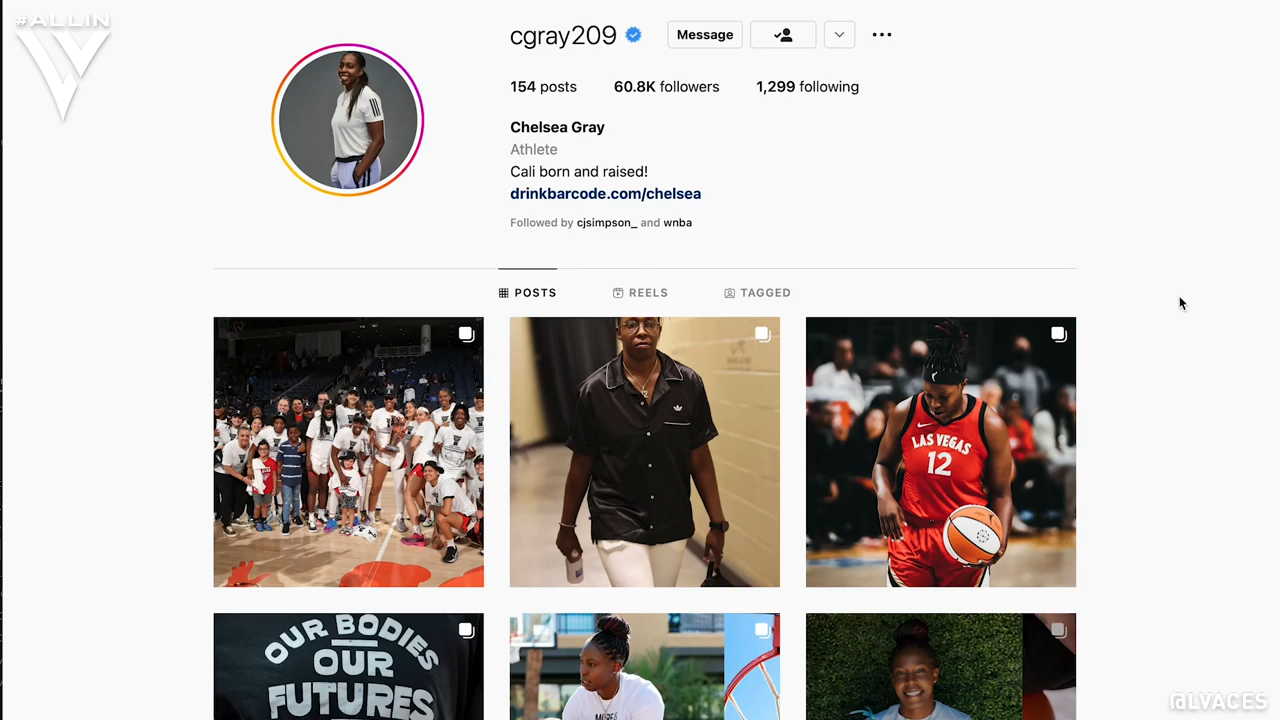 #ALLIN
cgray209
Message
154 posts
60.8K followers
1,299 following
Chelsea Gray
Athlete
Cali born and raised!
drinkbarcode.com/chelsea
Followed by cjsimpson_ and wnba
POSTS
REELS
TAGGED
LAS VEGAS
12
OUR BODIES
OUR
FUTURES
@LVACES